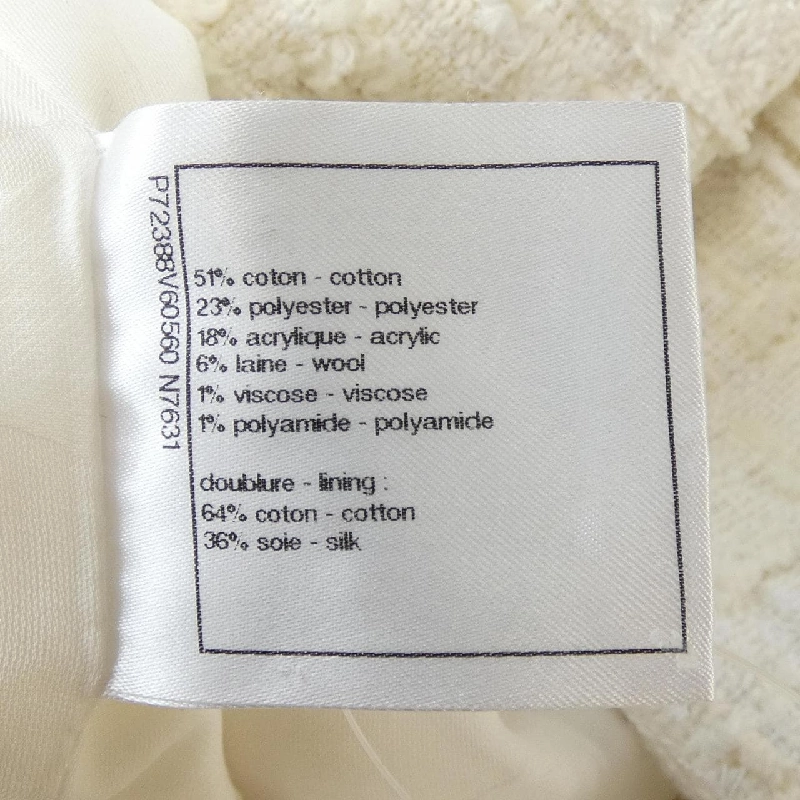 P72388V60560 N7631
51% coton - cotton
23% polyester - polyester
18% acrylique - acrylic
6% laine - wool
1% viscose - viscose
1% polyamide - polyamide
doublure - lining :
64% coton - cotton
36% soie - silk